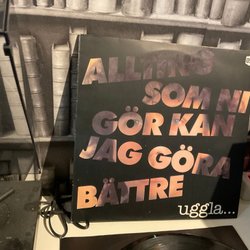 ALLTING
SOM NI
GÖR KAN
JAG GÖRA
BÄTTRE
uggla...